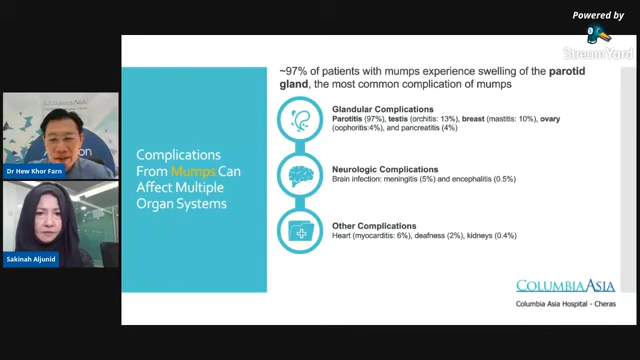 Powered by
StreamYard
COLUMBIAASIA
Dr Hew Khor Farn
Sakinah Aljunid
Complications
From Mumps Can
Affect Multiple
Organ Systems
~97% of patients with mumps experience swelling of the parotid
gland, the most common complication of mumps
Glandular Complications
Parotitis (97%), testis (orchitis: 13%), breast (mastitis: 10%), ovary
(oophoritis:4%), and pancreatitis (4%)
Neurologic Complications
Brain infection: meningitis (5%) and encephalitis (0.5%)
Other Complications
Heart (myocarditis: 6%), deafness (2%), kidneys (0.4%)
COLUMBIAASIA
Columbia Asia Hospital - Cheras